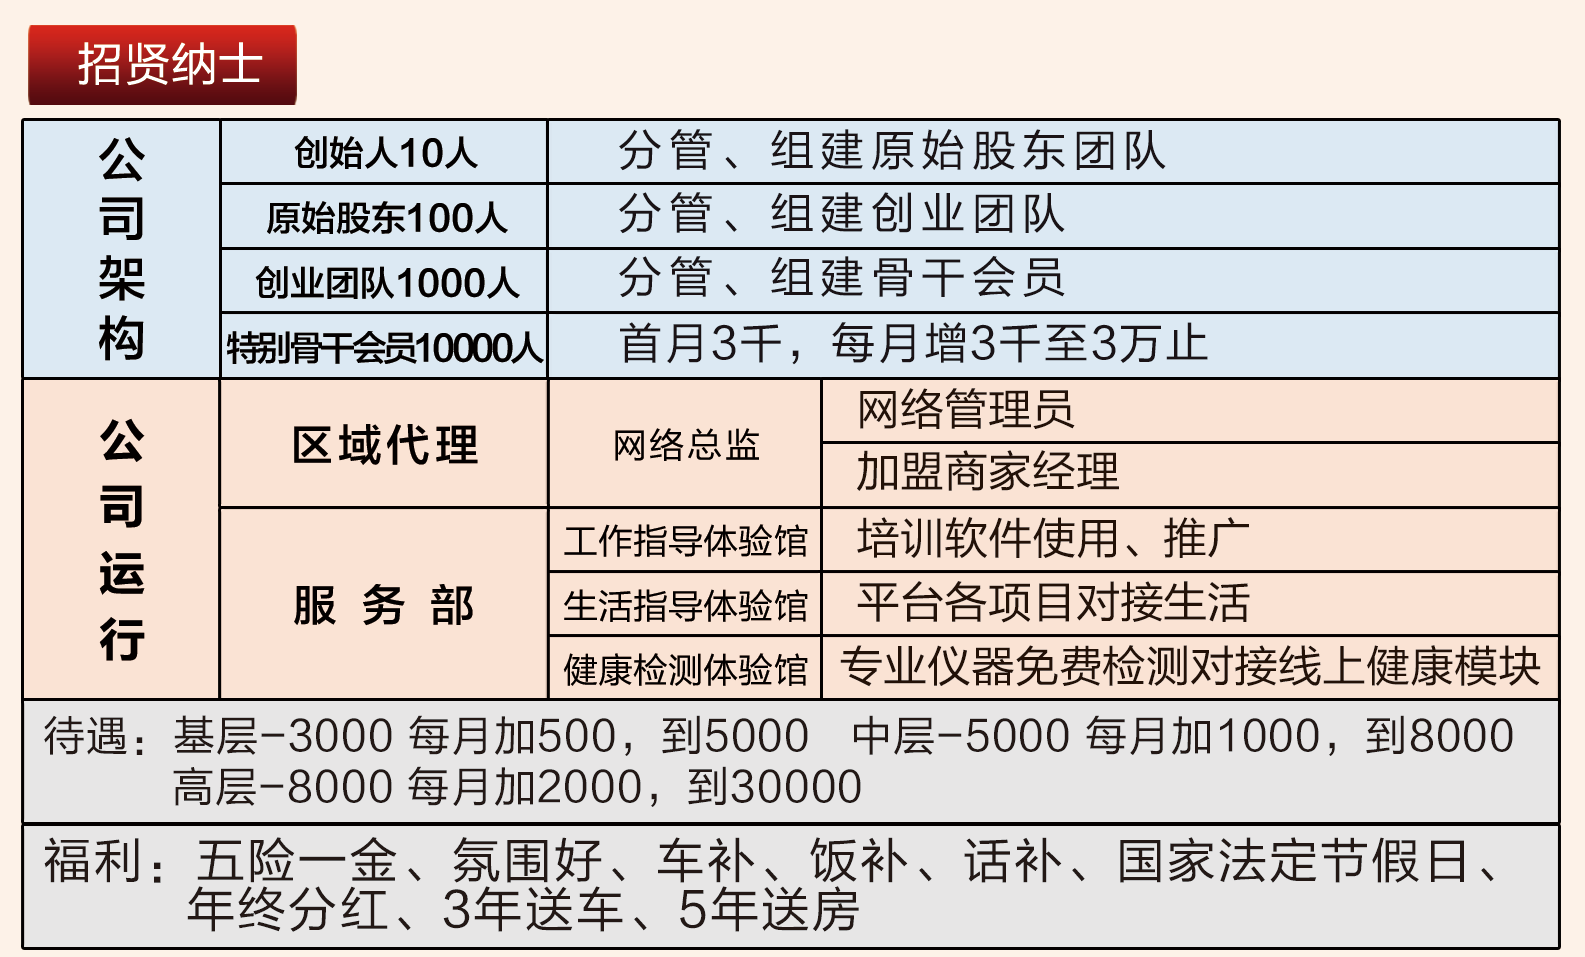 招贤纳士
公司架构
创始人10人
分管、组建原始股东团队
原始股东100人
分管、组建创业团队
创业团队1000人
分管、组建骨干会员
特别骨干会员10000人
首月3千，每月增3千至3万止
公司运行
区域代理
网络总监
网络管理员
加盟商家经理
服务部
工作指导体验馆
培训软件使用、推广
生活指导体验馆
平台各项目对接生活
健康检测体验馆
专业仪器免费检测对接线上健康模块
待遇：基层-3000 每月加500，到5000 中层-5000 每月加1000，到8000
高层-8000 每月加2000，到30000
福利：五险一金、氛围好、车补、饭补、话补、国家法定节假日、
年终分红、3年送车、5年送房